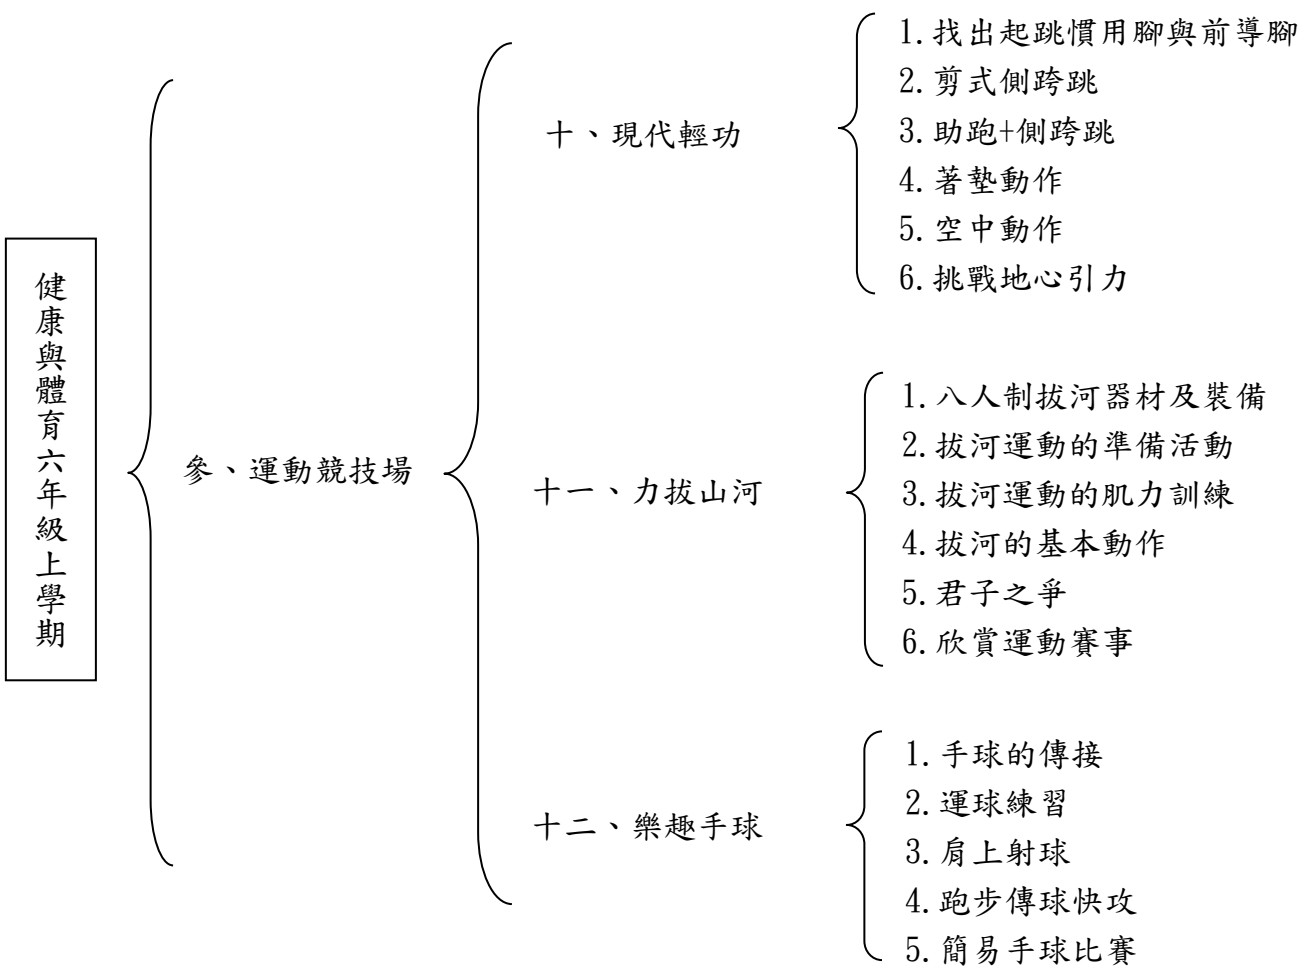 健康與體育六年級上學期
參、運動競技場
十、現代輕功
1.找出起跳慣用腳與前導腳
2.剪式側跨跳
3.助跑+側跨跳
4.著墊動作
5.空中動作
6.挑戰地心引力
十一、力拔山河
1.八人制拔河器材及裝備
2.拔河運動的準備活動
3.拔河運動的肌力訓練
4.拔河的基本動作
5.君子之爭
6.欣賞運動賽事
十二、樂趣手球
1.手球的傳接
2.運球練習
3.肩上射球
4.跑步傳球快攻
5.簡易手球比賽